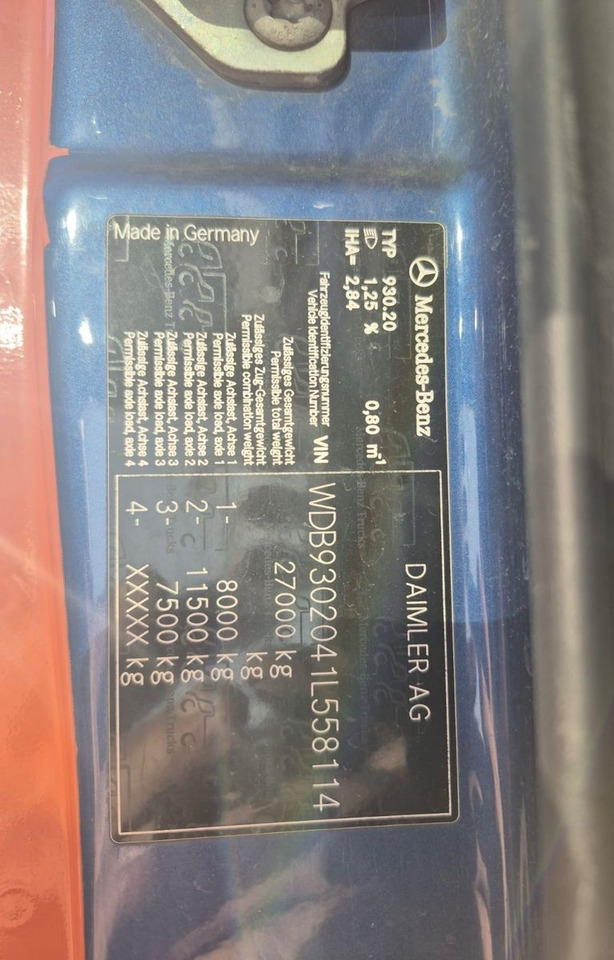 Mercedes-Benz
DAIMLER AG
TYP 930.20
1,25 % 0,80 m⁻¹
IHA= 2,84
Fahrzeugidentifizierungsnummer
Vehicle Identification Number VIN WDB9302041L558114
Zulässiges Gesamtgewicht
Permissible total weight 27000 kg
Zulässiges Zug-Gesamtgewicht
Permissible combination weight kg
Zulässige Achslast, Achse 1
Permissible axle load, axle 1 1- 8000 kg
Zulässige Achslast, Achse 2
Permissible axle load, axle 2 2- 11500 kg
Zulässige Achslast, Achse 3
Permissible axle load, axle 3 3- 7500 kg
Zulässige Achslast, Achse 4
Permissible axle load, axle 4 4- XXXXX kg
Made in Germany